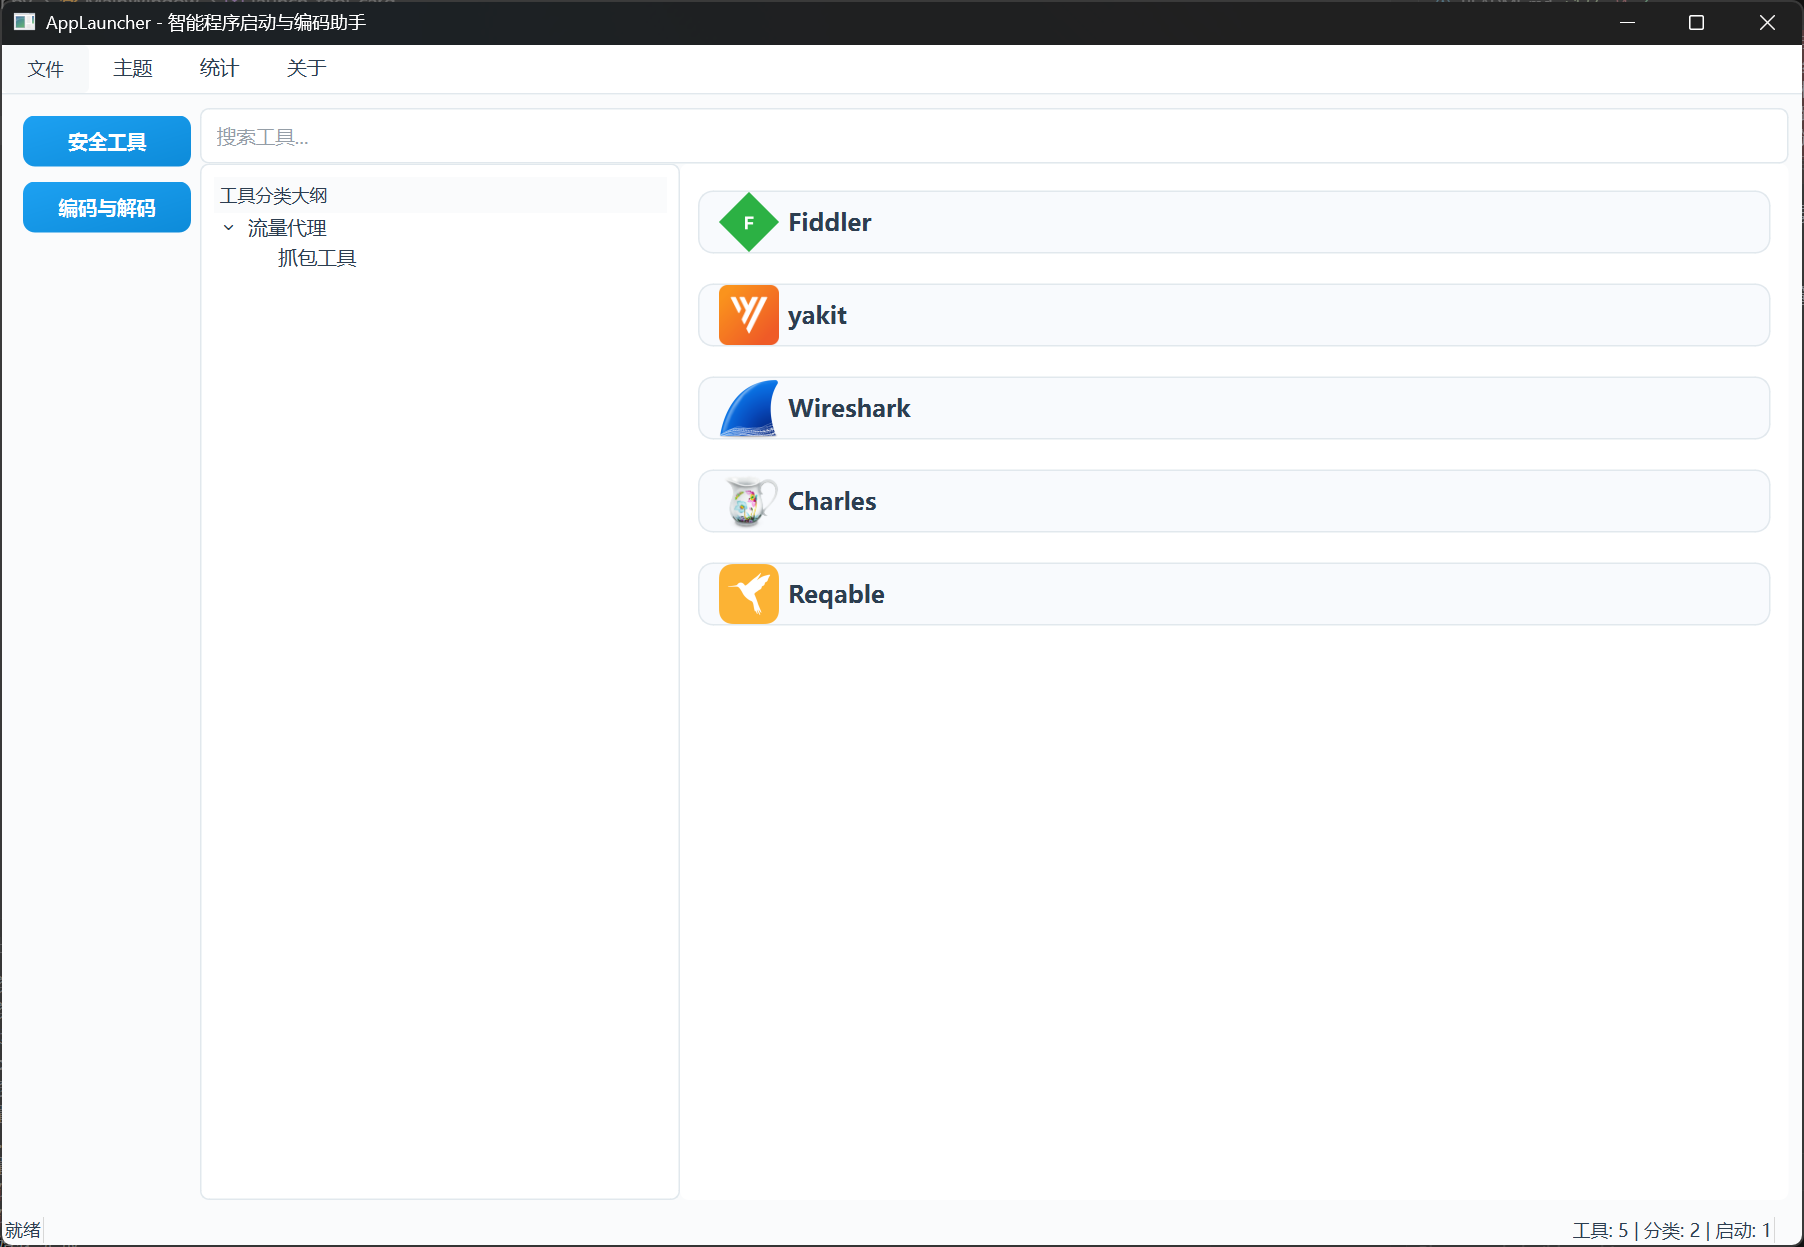 AppLauncher - 智能程序启动与编码助手
文件 主题 统计 关于
安全工具
编码与解码
搜索工具...
工具分类大纲
流量代理
抓包工具
F Fiddler
yakit
Wireshark
Charles
Reqable
就绪
工具: 5 | 分类: 2 | 启动: 1